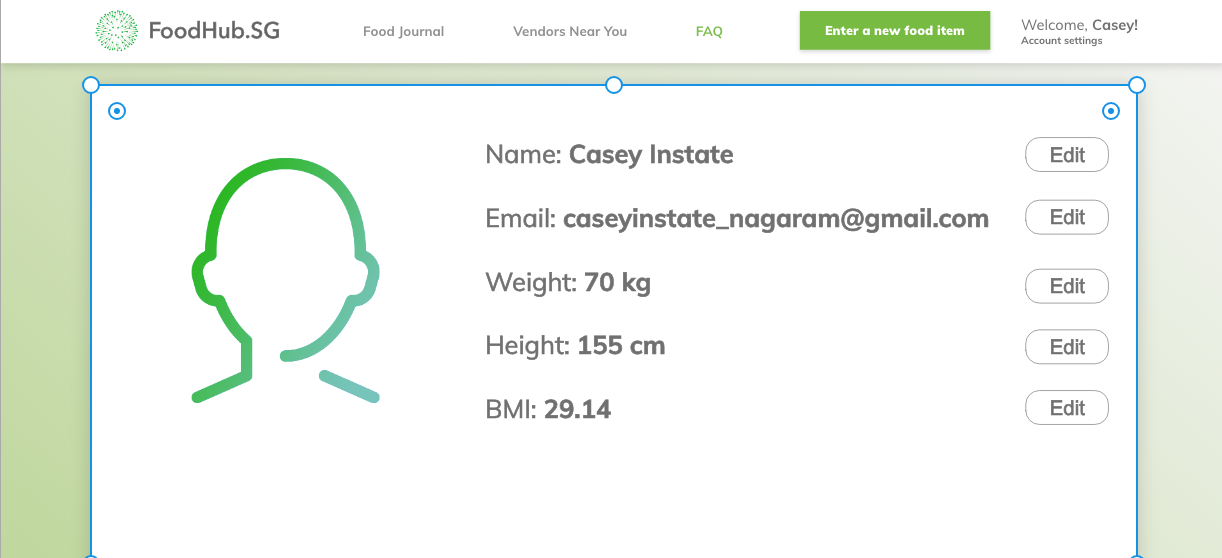 FoodHub.SG
Food Journal
Vendors Near You
FAQ
Enter a new food item
Welcome, Casey!
Account settings
Name: Casey Instate
Edit
Email: caseyinstate_nagaram@gmail.com
Edit
Weight: 70 kg
Edit
Height: 155 cm
Edit
BMI: 29.14
Edit